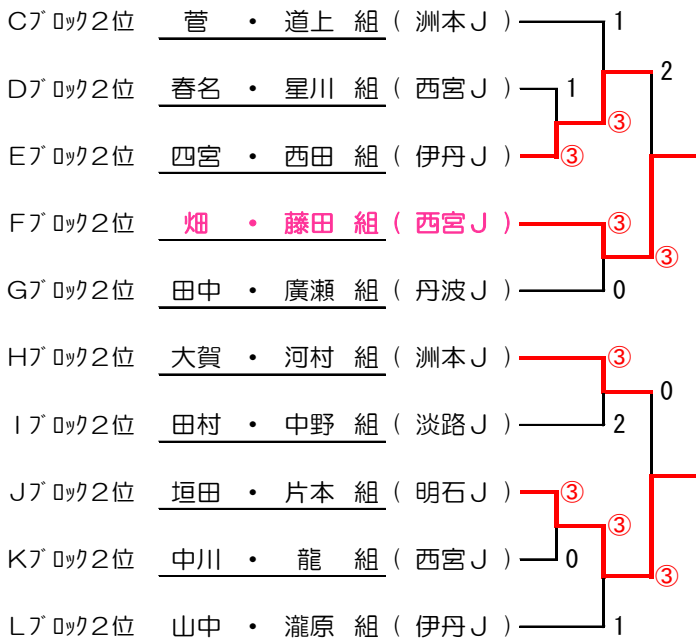 Cブロック2位 菅 ・ 道上 組 ( 洲本J ) 1
2
Dブロック2位 春名 ・ 星川 組 ( 西宮J ) 1
③
Eブロック2位 四宮 ・ 西田 組 ( 伊丹J ) ③
Fブロック2位 畑 ・ 藤田 組 ( 西宮J ) ③
③
Gブロック2位 田中 ・ 廣瀬 組 ( 丹波J ) 0
Hブロック2位 大賀 ・ 河村 組 ( 洲本J ) ③
0
Iブロック2位 田村 ・ 中野 組 ( 淡路J ) 2
Jブロック2位 垣田 ・ 片本 組 ( 明石J ) ③
③
Kブロック2位 中川 ・ 龍 組 ( 西宮J ) 0
③
Lブロック2位 山中 ・ 瀧原 組 ( 伊丹J ) 1